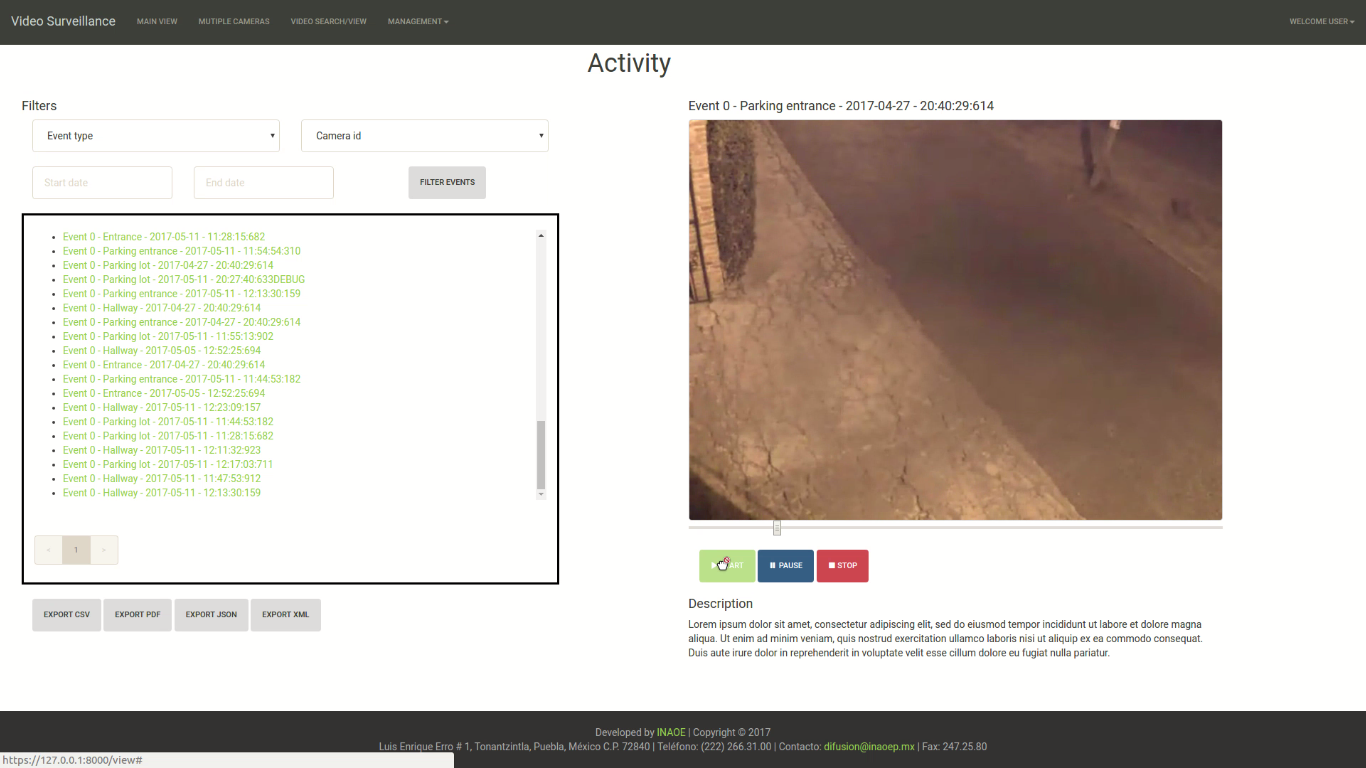 Video Surveillance MAIN VIEW MUTIPLE CAMERAS VIDEO SEARCH/VIEW MANAGEMENT WELCOME USER
Activity
Filters
Event type Camera id
Start date End date FILTER EVENTS
Event 0 - Entrance - 2017-05-11 - 11:28:15:682
Event 0 - Parking entrance - 2017-05-11 - 11:54:54:310
Event 0 - Parking lot - 2017-04-27 - 20:40:29:614
Event 0 - Parking lot - 2017-05-11 - 20:27:40:633DEBUG
Event 0 - Parking entrance - 2017-05-11 - 12:13:30:159
Event 0 - Hallway - 2017-04-27 - 20:40:29:614
Event 0 - Parking entrance - 2017-04-27 - 20:40:29:614
Event 0 - Parking lot - 2017-05-11 - 11:55:13:902
Event 0 - Hallway - 2017-05-05 - 12:52:25:694
Event 0 - Entrance - 2017-04-27 - 20:40:29:614
Event 0 - Parking entrance - 2017-05-11 - 11:44:53:182
Event 0 - Entrance - 2017-05-05 - 12:52:25:694
Event 0 - Hallway - 2017-05-11 - 12:23:09:157
Event 0 - Parking lot - 2017-05-11 - 11:44:53:182
Event 0 - Parking lot - 2017-05-11 - 11:28:15:682
Event 0 - Hallway - 2017-05-11 - 12:11:32:923
Event 0 - Parking lot - 2017-05-11 - 12:17:03:711
Event 0 - Hallway - 2017-05-11 - 11:47:53:912
Event 0 - Hallway - 2017-05-11 - 12:13:30:159
< 1 >
EXPORT CSV EXPORT PDF EXPORT JSON EXPORT XML
Event 0 - Parking entrance - 2017-04-27 - 20:40:29:614
PAUSE STOP
Description
Lorem ipsum dolor sit amet, consectetur adipiscing elit, sed do eiusmod tempor incididunt ut labore et dolore magna
aliqua. Ut enim ad minim veniam, quis nostrud exercitation ullamco laboris nisi ut aliquip ex ea commodo consequat.
Duis aute irure dolor in reprehenderit in voluptate velit esse cillum dolore eu fugiat nulla pariatur.
Developed by INAOE | Copyright © 2017
Luis Enrique Erro # 1, Tonantzintla, Puebla, México C.P. 72840 | Teléfono: (222) 266.31.00 | Contacto: difusion@inaoep.mx | Fax: 247.25.80
https://127.0.0.1:8000/view#